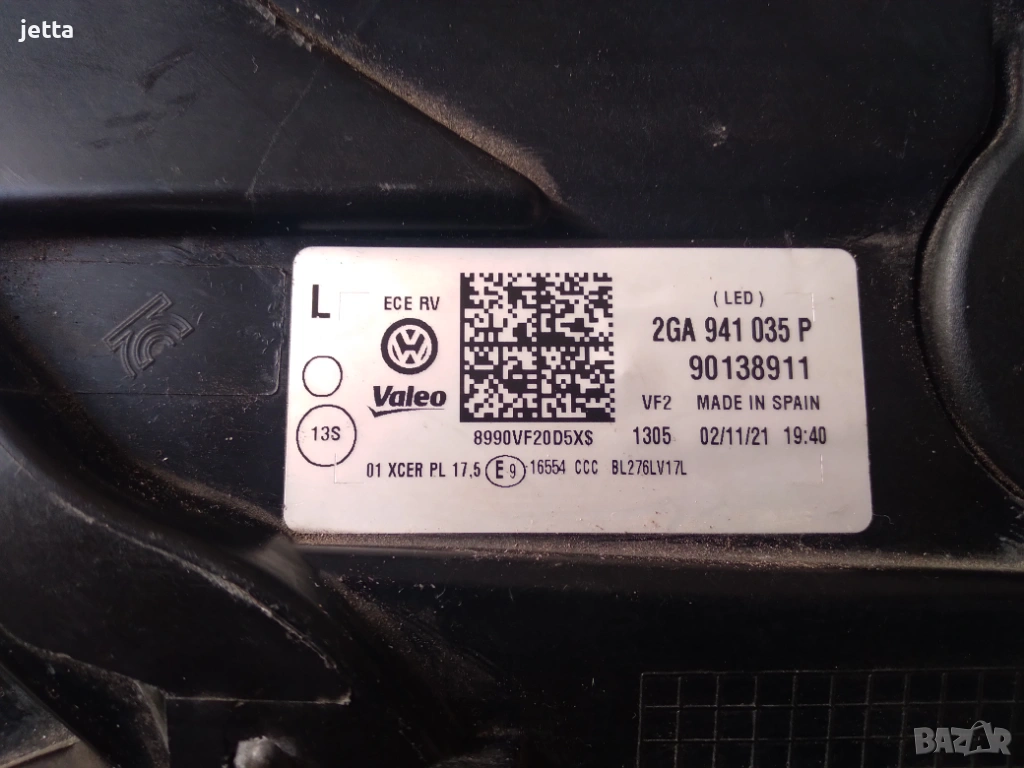 jetta
L
ECE RV
(LED)
2GA 941 035 P
90138911
Valeo
VF2 MADE IN SPAIN
13S
8990VF20D5XS 1305 02/11/21 19:40
01 XCER PL 17,5 E9 16554 CCC BL276LV17L
BAZAR